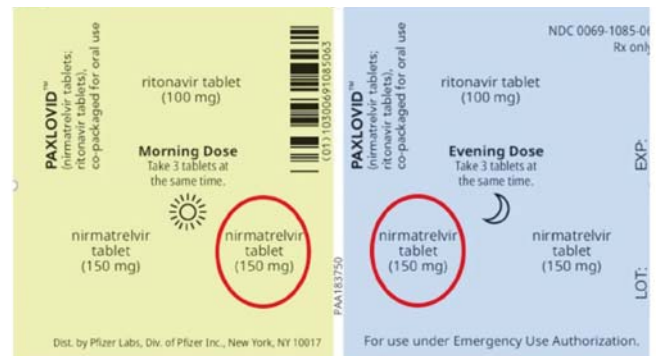 PAXLOVID™
(nirmatrelvir tablets;
ritonavir tablets),
co-packaged for oral use
ritonavir tablet
(100 mg)
(01)10300691085063
Morning Dose
Take 3 tablets at
the same time.
nirmatrelvir
tablet
(150 mg)
nirmatrelvir
tablet
(150 mg)
Dist. by Pfizer Labs, Div. of Pfizer Inc., New York, NY 10017
PAA183750
PAXLOVID™
(nirmatrelvir tablets;
ritonavir tablets),
co-packaged for oral use
NDC 0069-1085-06
Rx only
ritonavir tablet
(100 mg)
Evening Dose
Take 3 tablets at
the same time.
nirmatrelvir
tablet
(150 mg)
nirmatrelvir
tablet
(150 mg)
EXP:
LOT:
For use under Emergency Use Authorization.